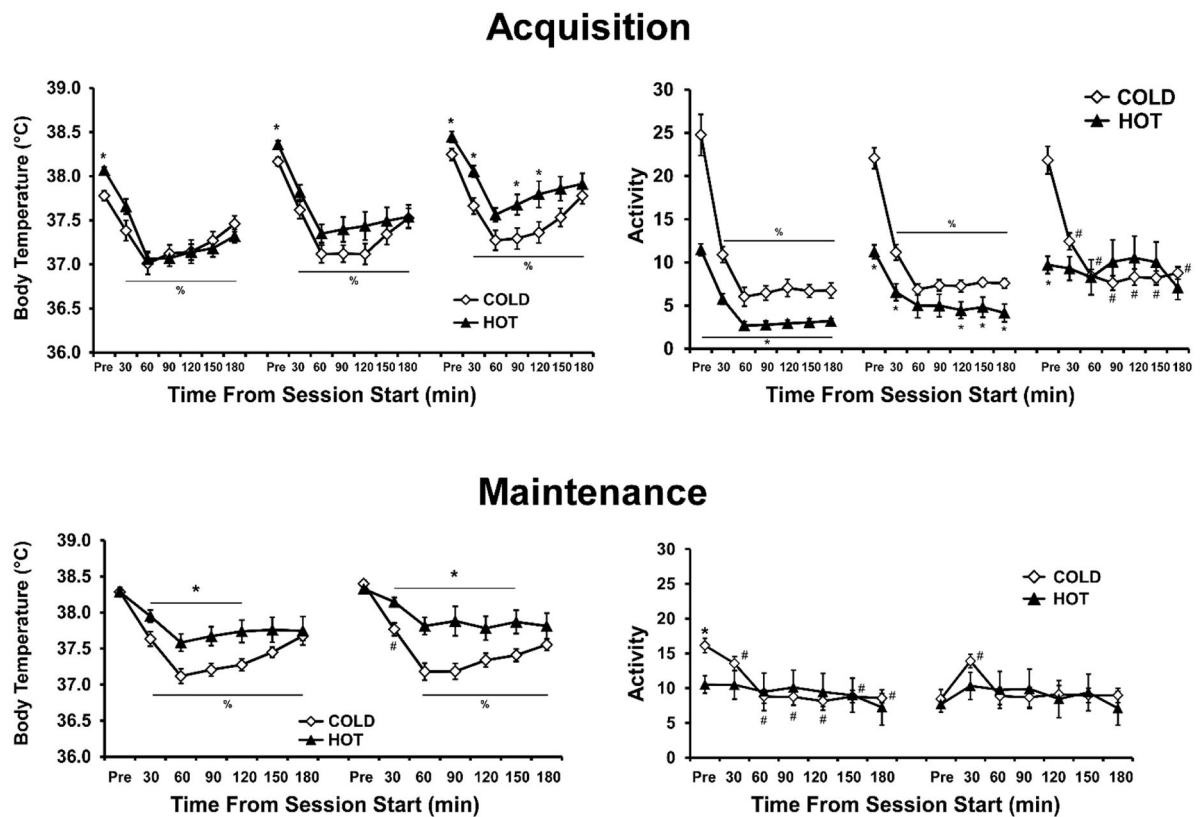 Acquisition
Body Temperature (°C)
39.0
38.5
38.0
37.5
37.0
36.5
36.0
*
*
*
*
*
*
%
%
%
COLD
HOT
Pre 30 60 90 120 150 180 Pre 30 60 90 120 150 180 Pre 30 60 90 120 150 180
Time From Session Start (min)
Activity
30
25
20
15
10
5
0
COLD
HOT
%
%
*
*
*
*
*
*
*
#
#
#
#
#
#
Pre 30 60 90 120 150 180 Pre 30 60 90 120 150 180 Pre 30 60 90 120 150 180
Time From Session Start (min)
Maintenance
Body Temperature (°C)
39.0
38.5
38.0
37.5
37.0
36.5
36.0
*
*
#
%
%
COLD
HOT
Pre 30 60 90 120 150 180 Pre 30 60 90 120 150 180
Time From Session Start (min)
Activity
30
25
20
15
10
5
0
COLD
HOT
*
#
#
#
#
#
#
#
Pre 30 60 90 120 150 180 Pre 30 60 90 120 150 180
Time From Session Start (min)